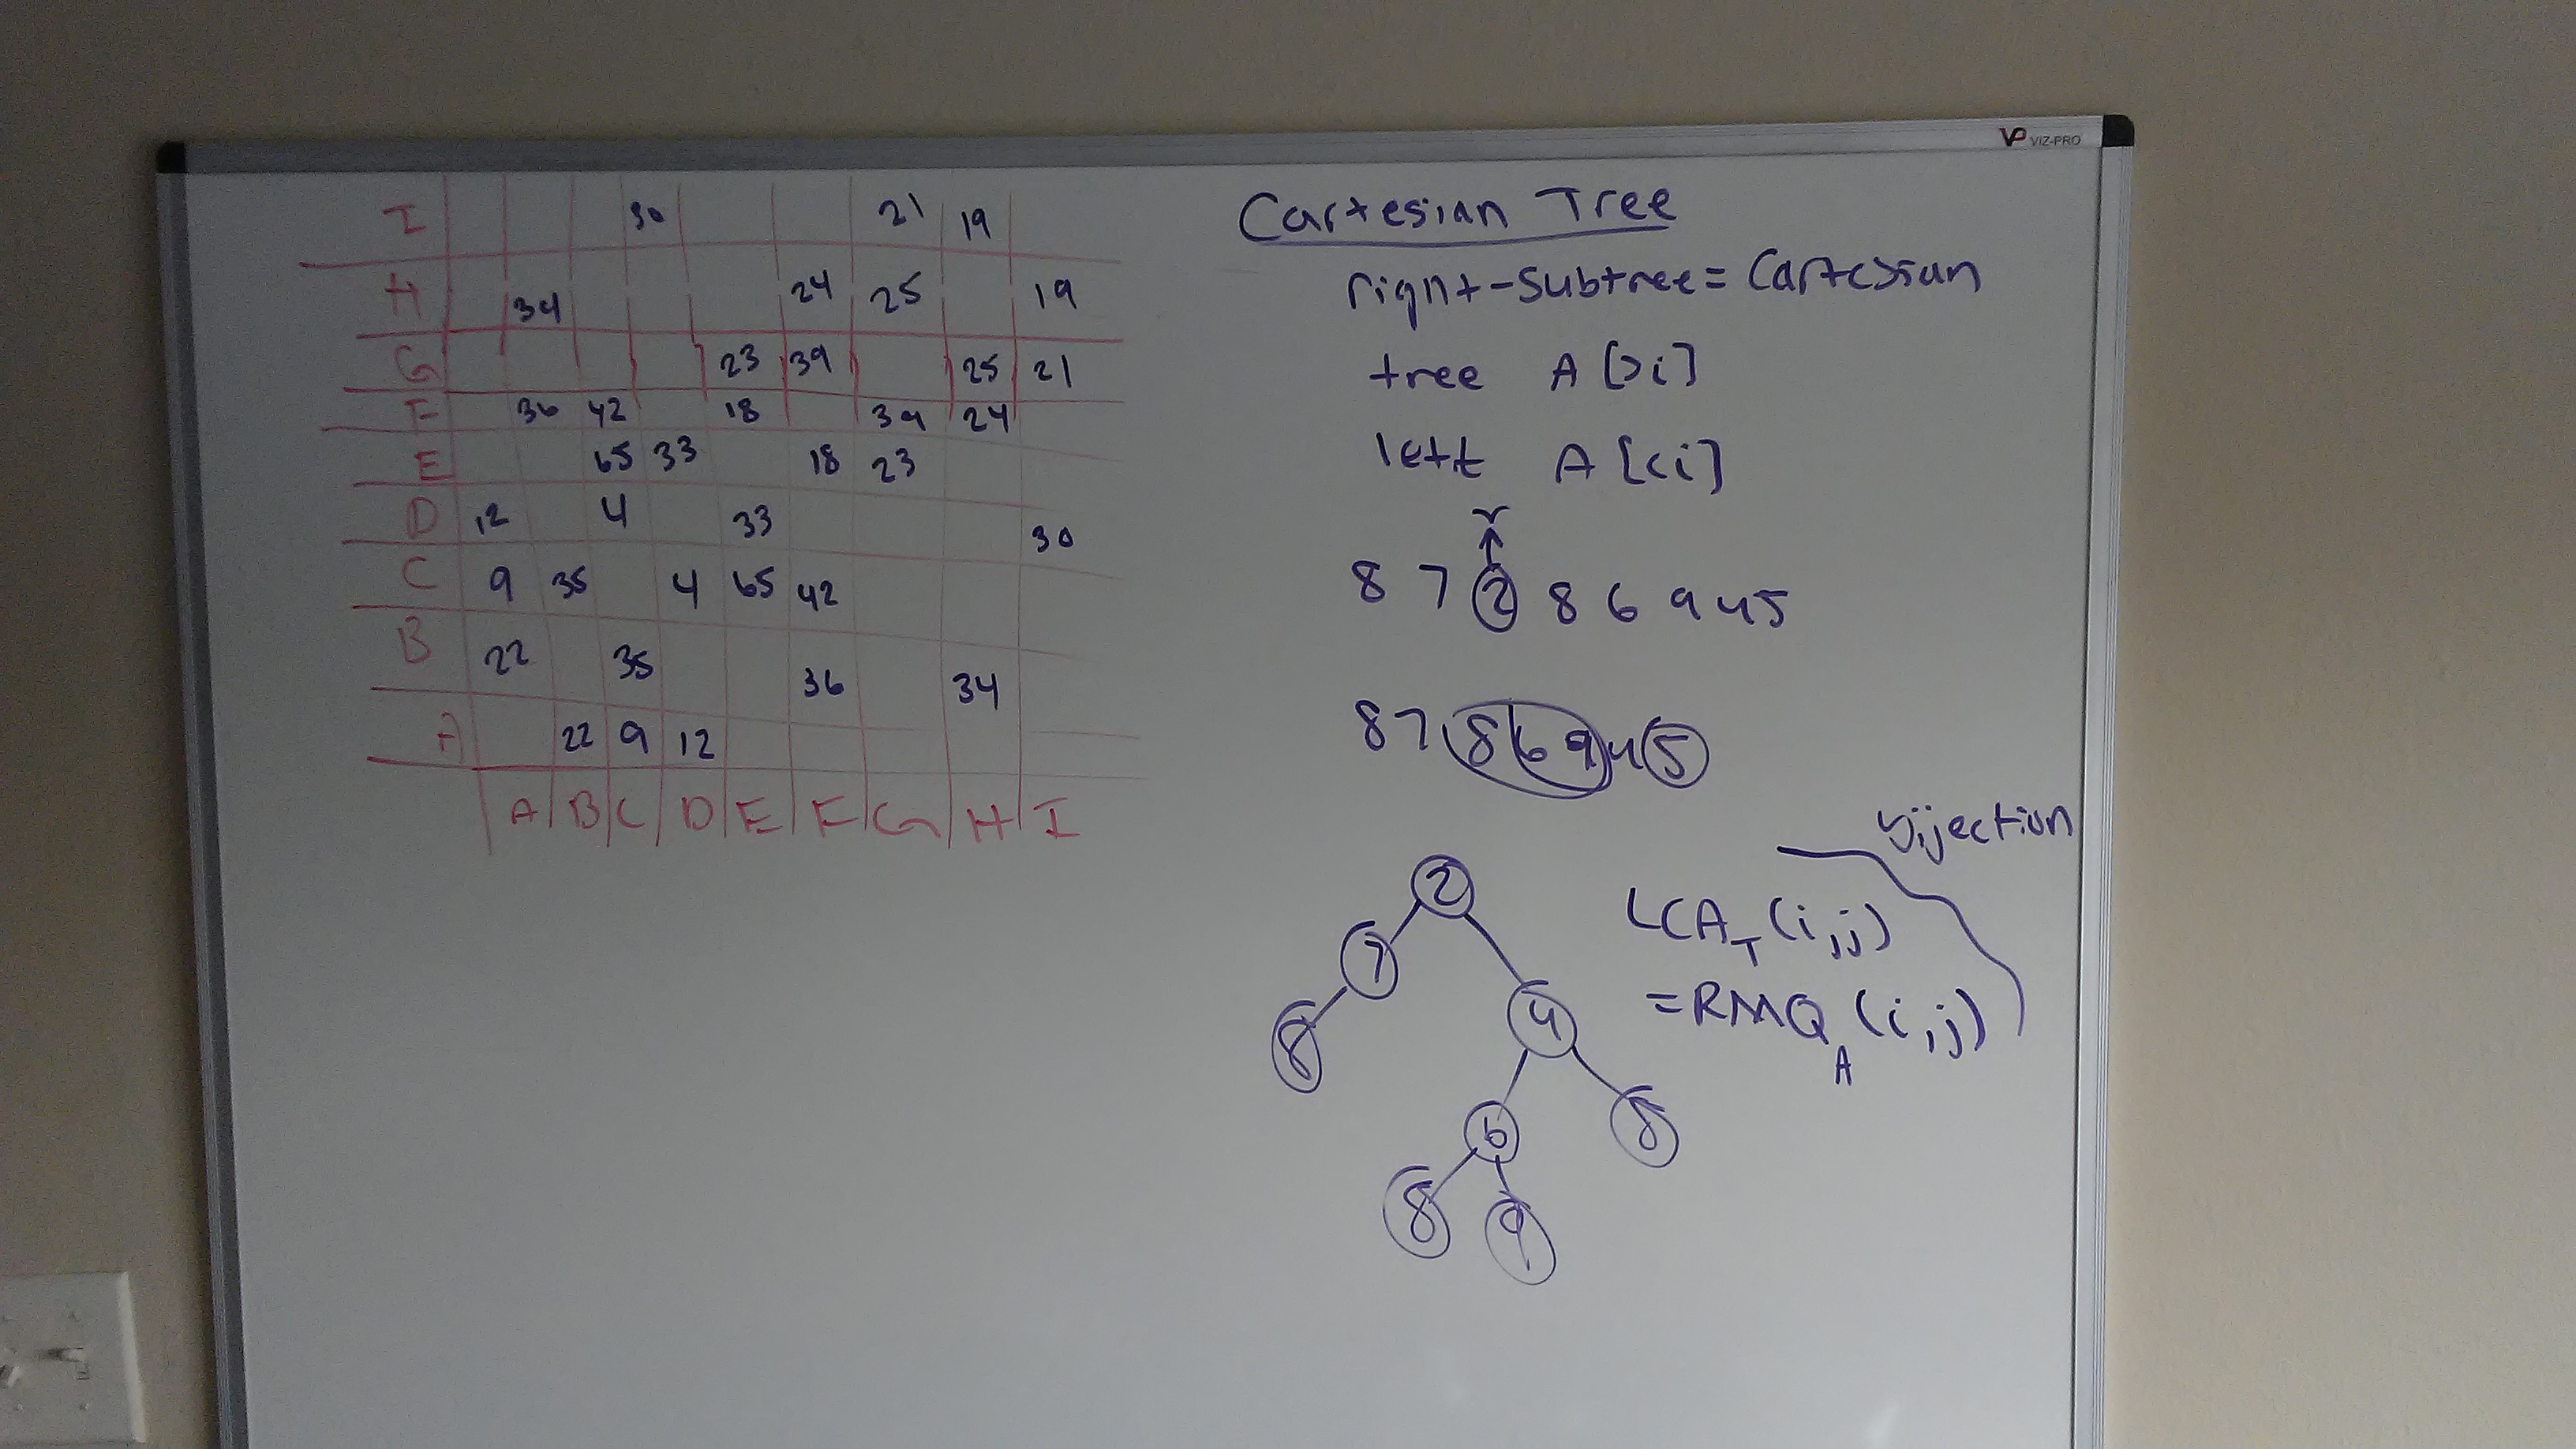 VP VIZ-PRO
I 30 21 19
H 34 24 25 19
G 23 39 25 21
F 36 42 18 39 24
E 65 33 18 23
D 12 4 33 30
C 9 35 4 65 42
B 22 35 36 34
A 22 9 12
A B C D E F G H I
Cartesian Tree
right-subtree = Cartesian
tree A [>i]
left A [<i]
r
8 7 2 8 6 9 4 5
8 7 8 6 9 4 5
bijection
LCA_T (i,j)
=RMQ_A (i,j)
2
7
8
4
6
5
8
9